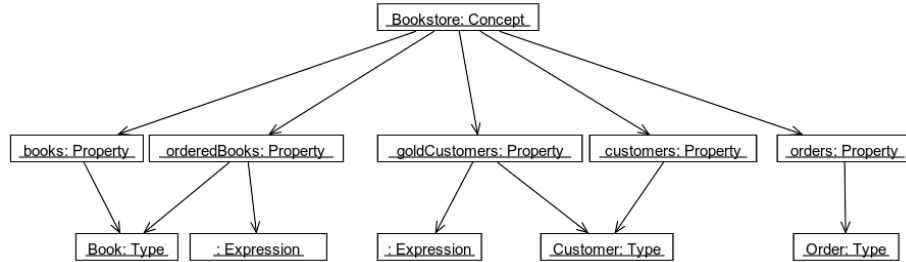 Bookstore: Concept
books: Property
orderedBooks: Property
goldCustomers: Property
customers: Property
orders: Property
Book: Type
: Expression
: Expression
Customer: Type
Order: Type